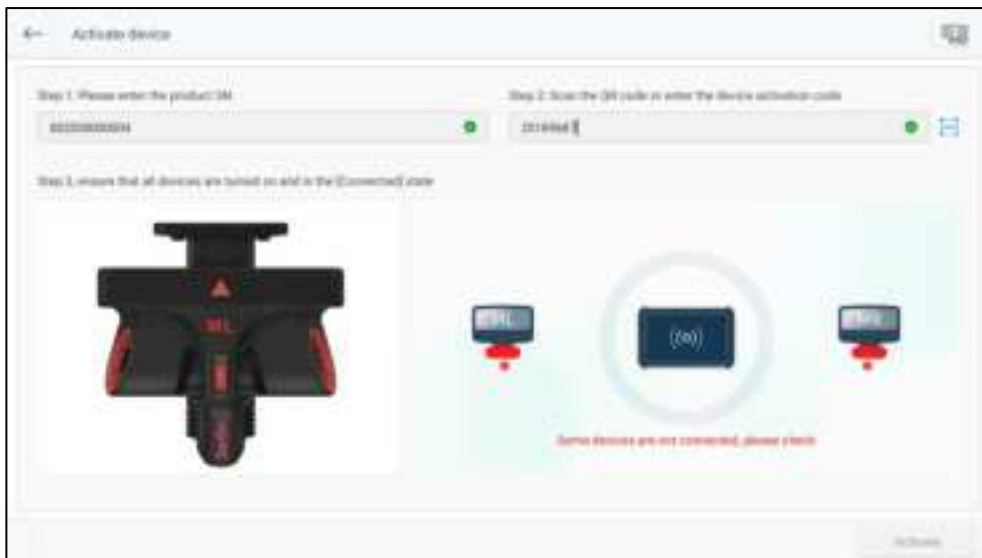 Activate device
Step 1. Please enter the product SN
Step 2. Scan the QR code or enter the device activation code
Step 3, ensure that all devices are turned on and in the [Connected] state
Some devices are not connected, please check
Activate